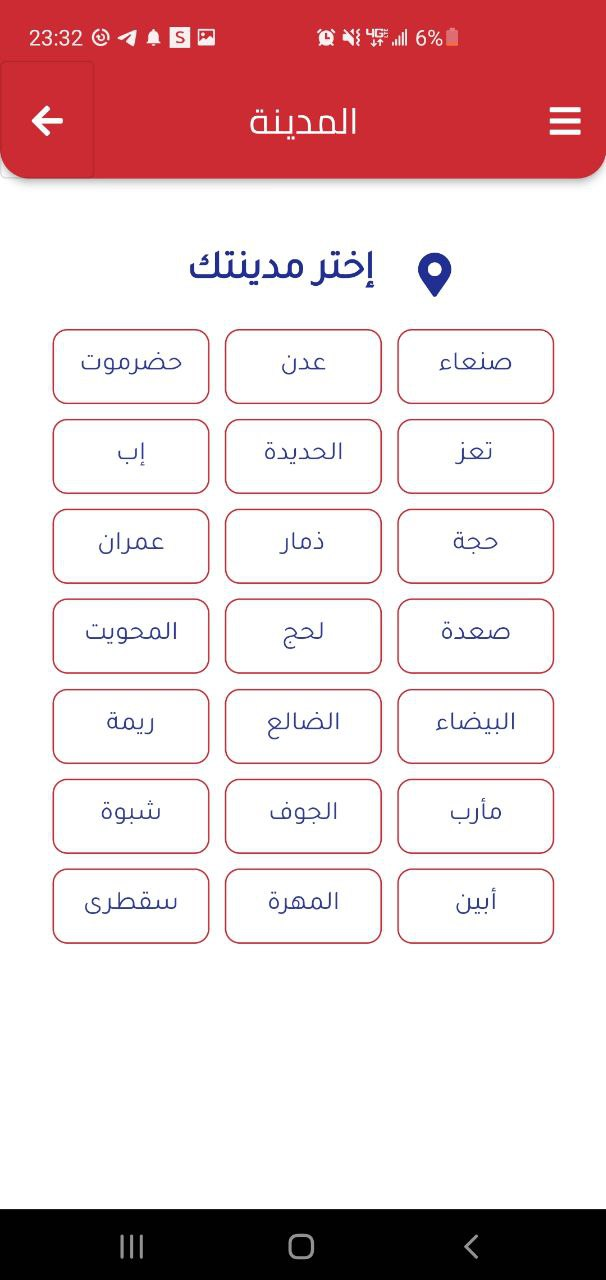 23:32 S 4G 6%
المدينة
إختر مدينتك
صنعاء عدن حضرموت
تعز الحديدة إب
حجة ذمار عمران
صعدة لحج المحويت
البيضاء الضالع ريمة
مأرب الجوف شبوة
أبين المهرة سقطرى